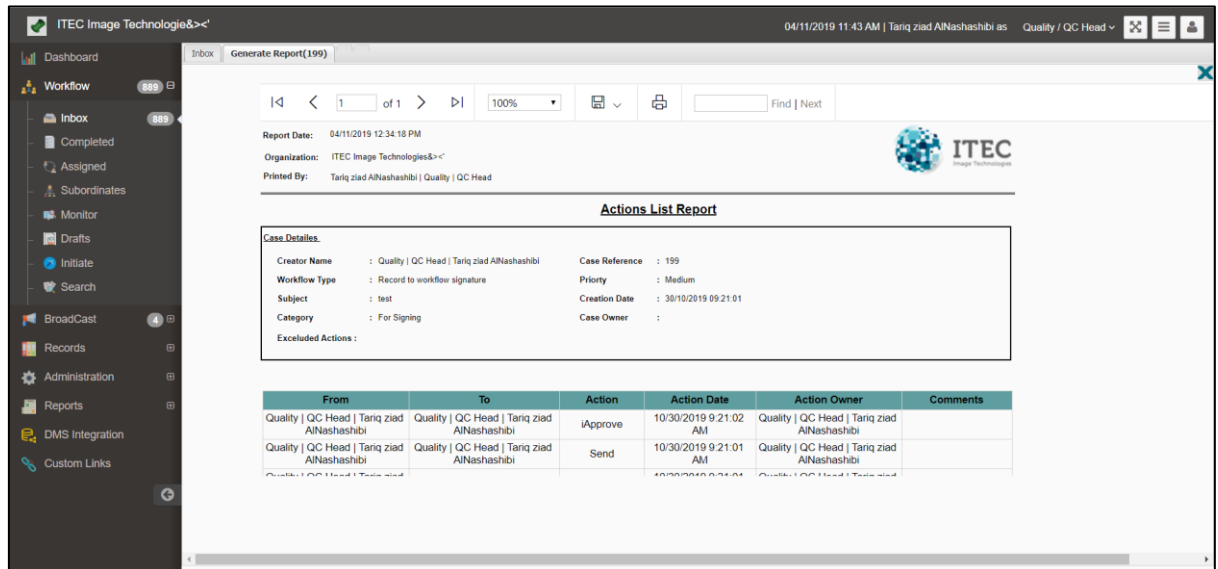 ITEC Image Technologie&><'
04/11/2019 11:43 AM | Tariq ziad AlNashashibi as Quality / QC Head
Dashboard
Workflow 889
Inbox 889
Completed
Assigned
Subordinates
Monitor
Drafts
Initiate
Search
BroadCast 4
Records
Administration
Reports
DMS Integration
Custom Links
Inbox Generate Report(199)
1 of 1 100% Find | Next
Report Date: 04/11/2019 12:34:18 PM
Organization: ITEC Image Technologies&><'
Printed By: Tariq ziad AlNashashibi | Quality | QC Head
ITEC
Image Technologies
Actions List Report
Case Detailes
Creator Name : Quality | QC Head | Tariq ziad AlNashashibi Case Reference : 199
Workflow Type : Record to workflow signature Priorty : Medium
Subject : test Creation Date : 30/10/2019 09:21:01
Category : For Signing Case Owner :
Exceluded Actions :
From To Action Action Date Action Owner Comments
Quality | QC Head | Tariq ziad Quality | QC Head | Tariq ziad iApprove 10/30/2019 9:21:02 Quality | QC Head | Tariq ziad
AlNashashibi AlNashashibi AM AlNashashibi
Quality | QC Head | Tariq ziad Quality | QC Head | Tariq ziad Send 10/30/2019 9:21:01 Quality | QC Head | Tariq ziad
AlNashashibi AlNashashibi AM AlNashashibi